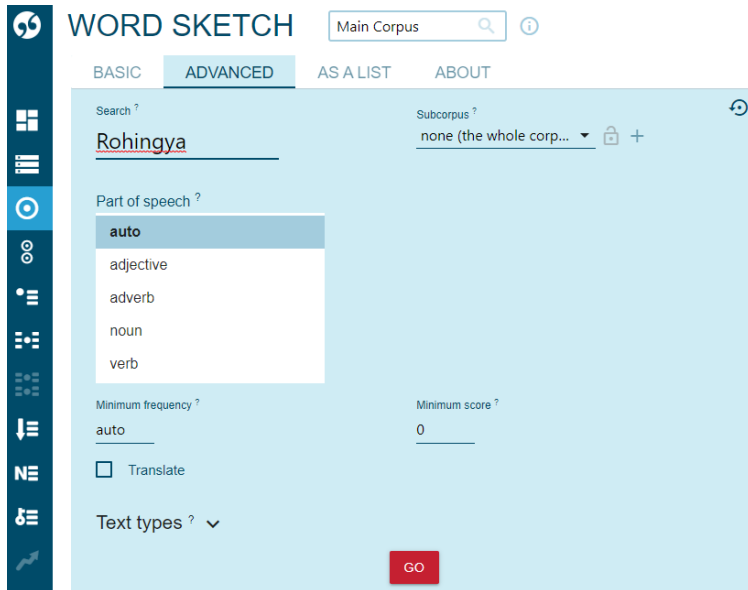 WORD SKETCH Main Corpus
BASIC ADVANCED AS A LIST ABOUT
Search ? Subcorpus ?
Rohingya none (the whole corp...
Part of speech ?
auto
adjective
adverb
noun
verb
Minimum frequency ? Minimum score ?
auto 0
Translate
Text types ?
GO